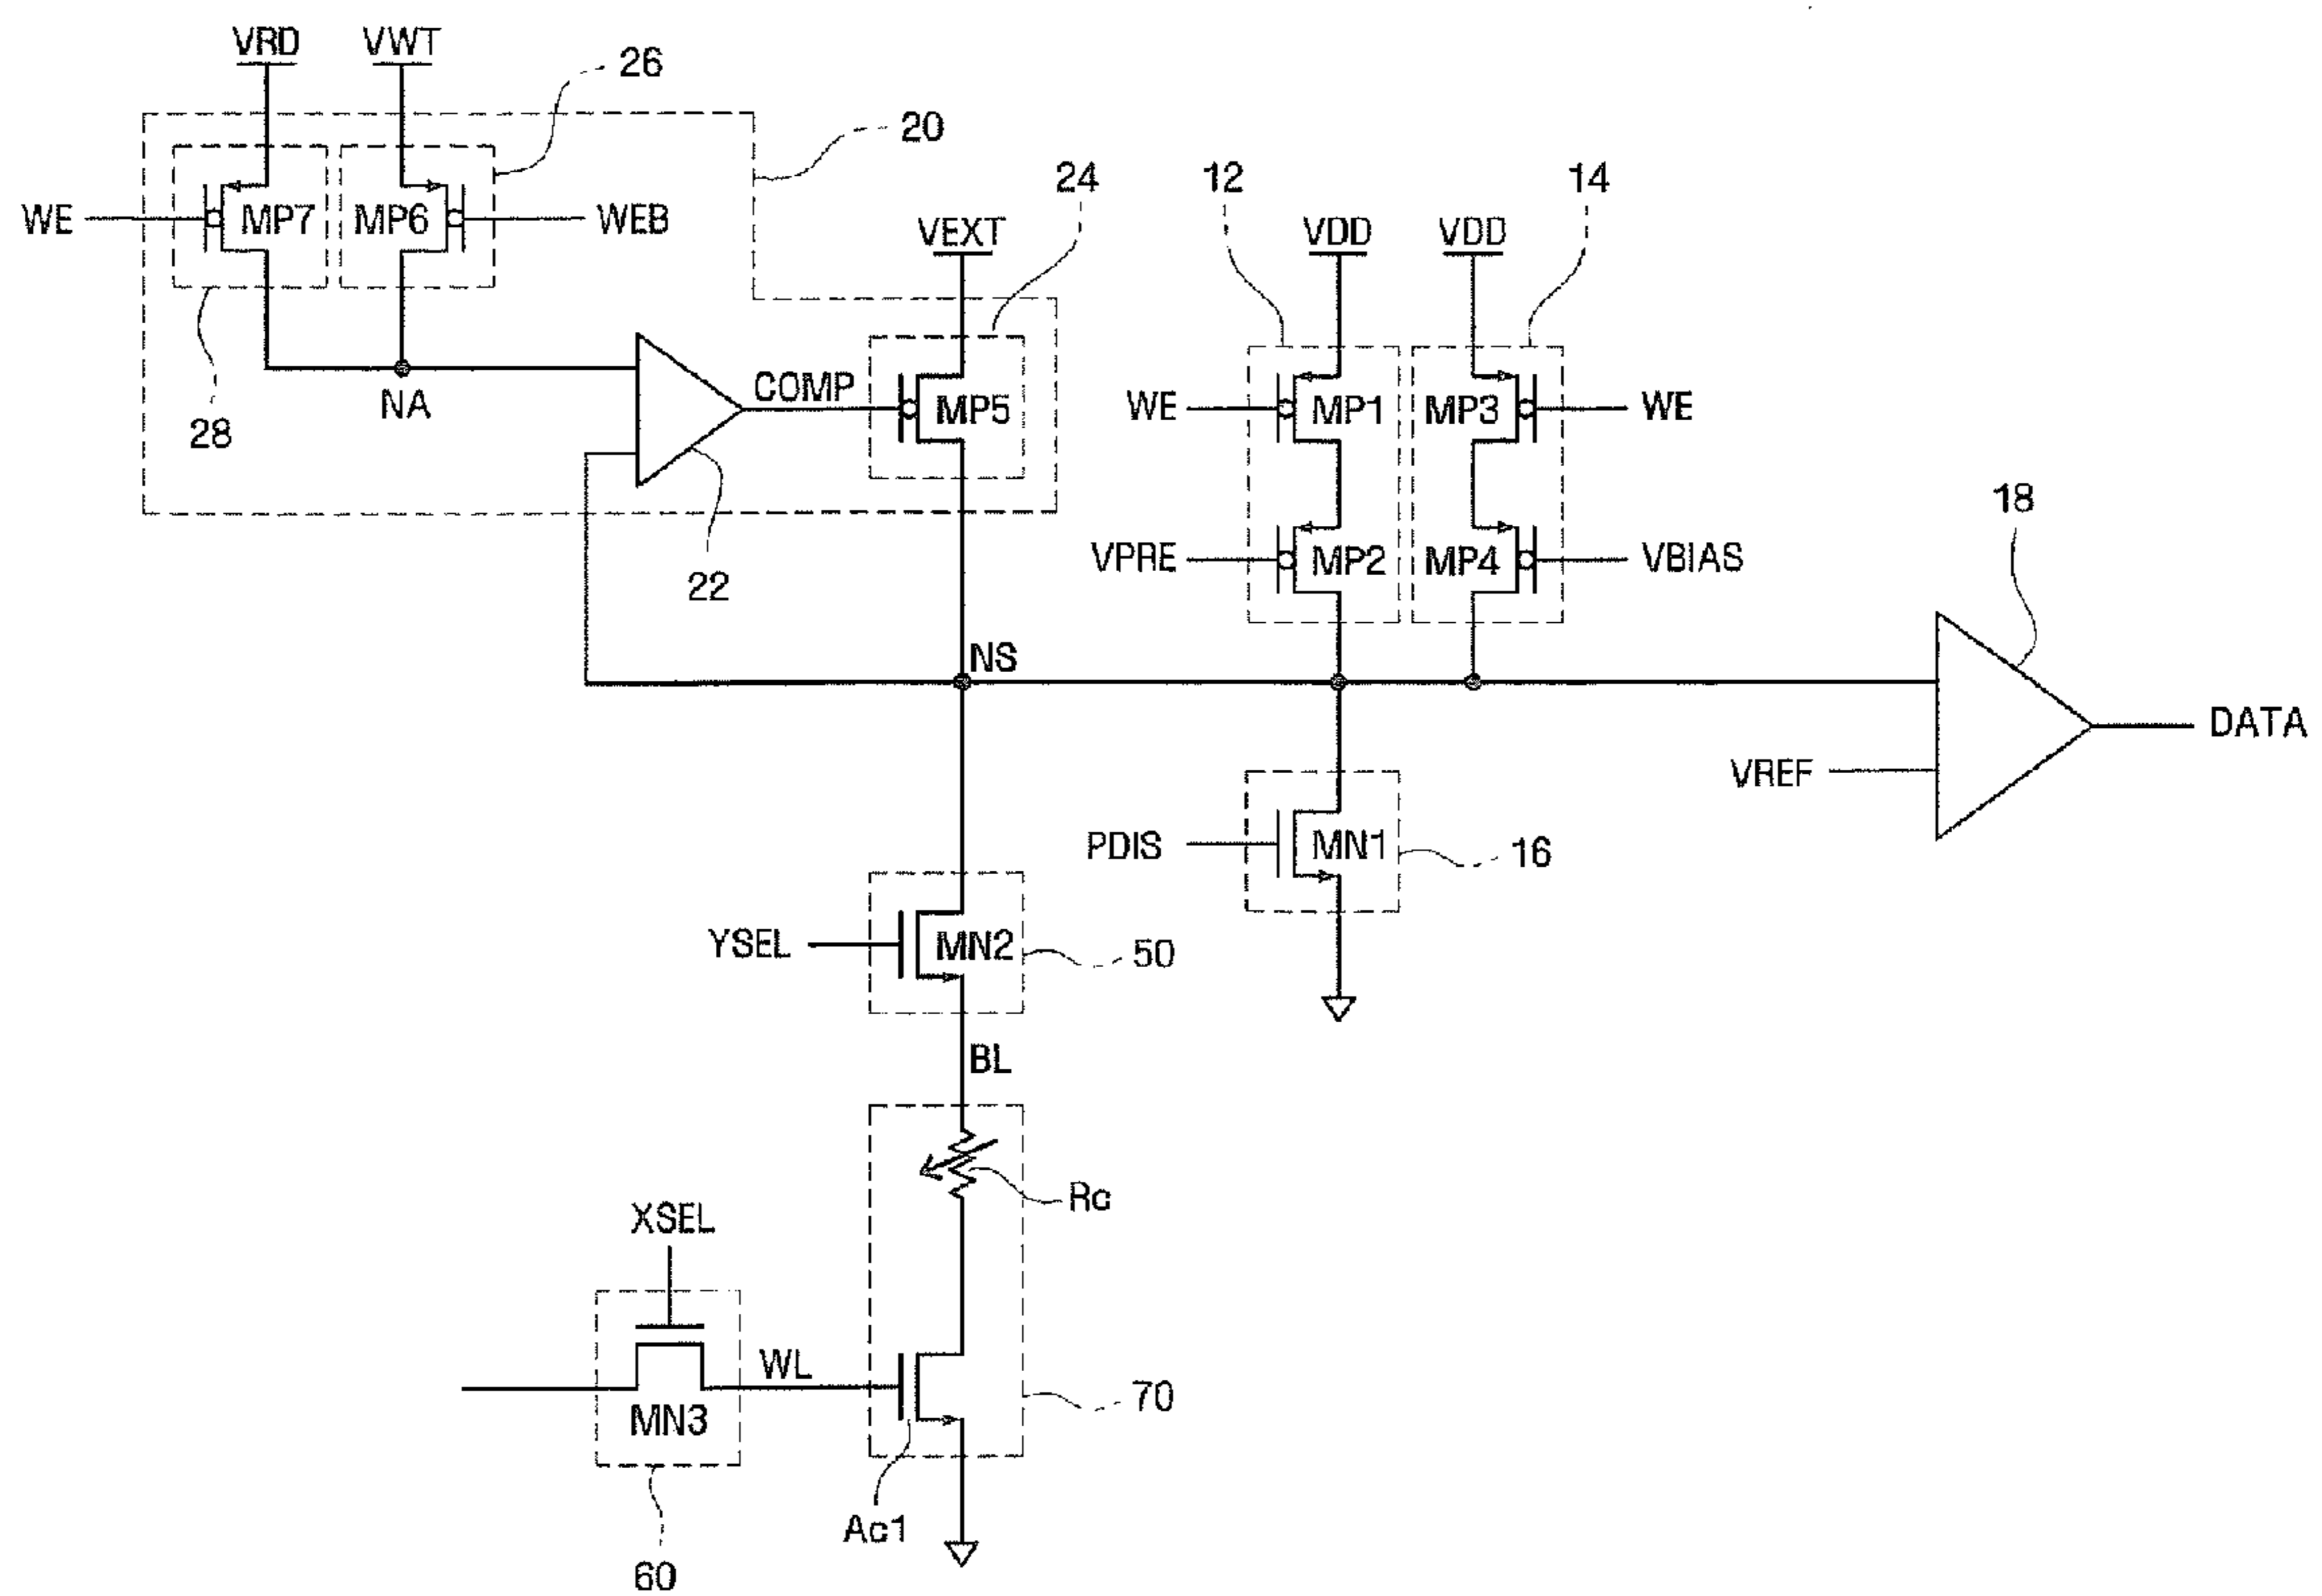 VRD VWT
26
20
24 12 14
WE MP7 MP6 WEB
VEXT VDD VDD
COMP
NA
28
MP5
WE MP1 MP3 WE
18
VPRE MP2 MP4 VBIAS
22
NS
DATA
VREF
PDIS MN1 16
YSEL MN2 50
BL
Rc
XSEL
WL
70
MN3
Ac1
60